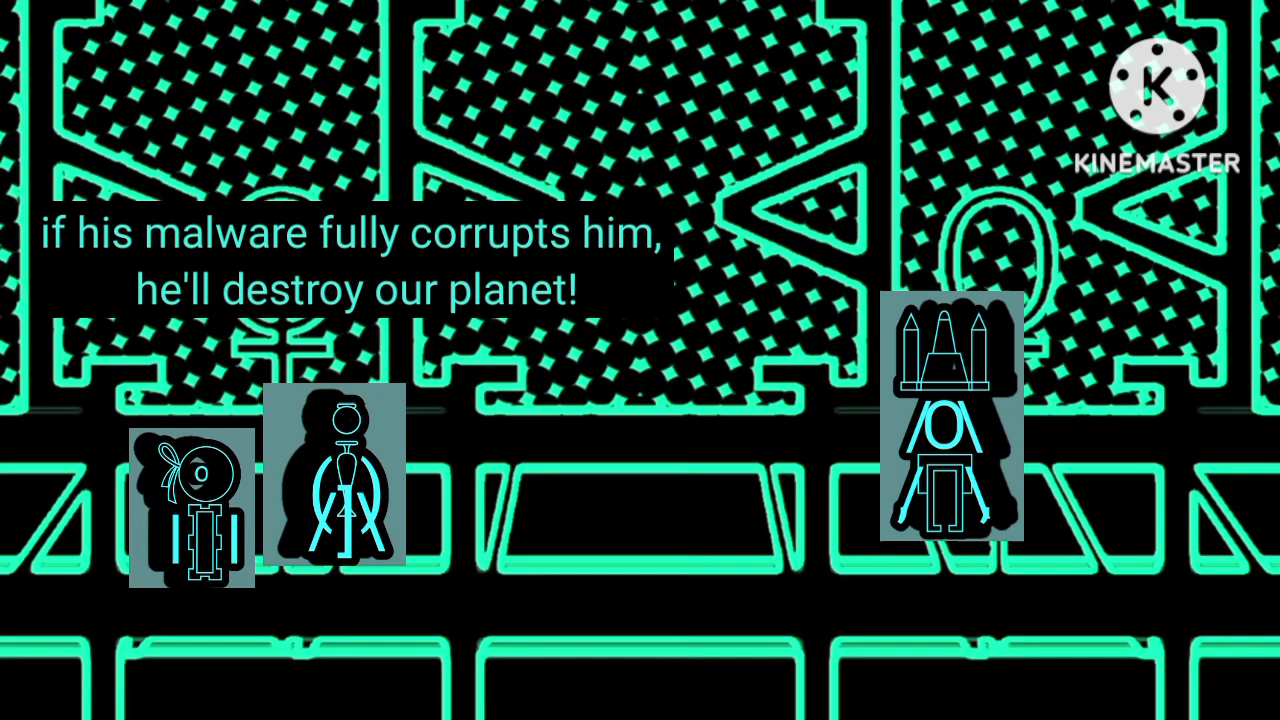 if his malware fully corrupts him,
he'll destroy our planet!
K
KINEMASTER